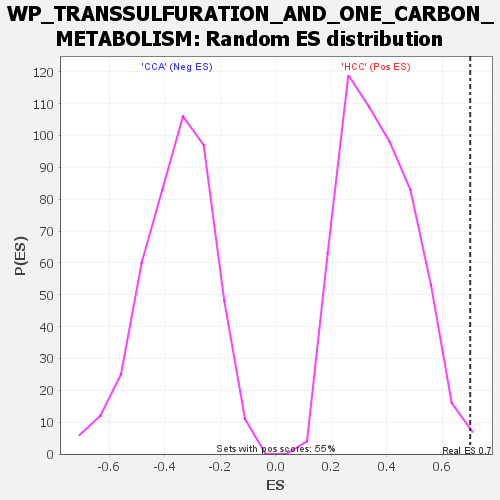 WP_TRANSSULFURATION_AND_ONE_CARBON_
METABOLISM: Random ES distribution
'CCA' (Neg ES)
'HCC' (Pos ES)
120
110
100
90
80
70
60
50
40
30
20
10
0
P(ES)
Sets with pos scores: 55%
Real ES 0.7
-0.6
-0.4
-0.2
0.0
0.2
0.4
0.6
ES